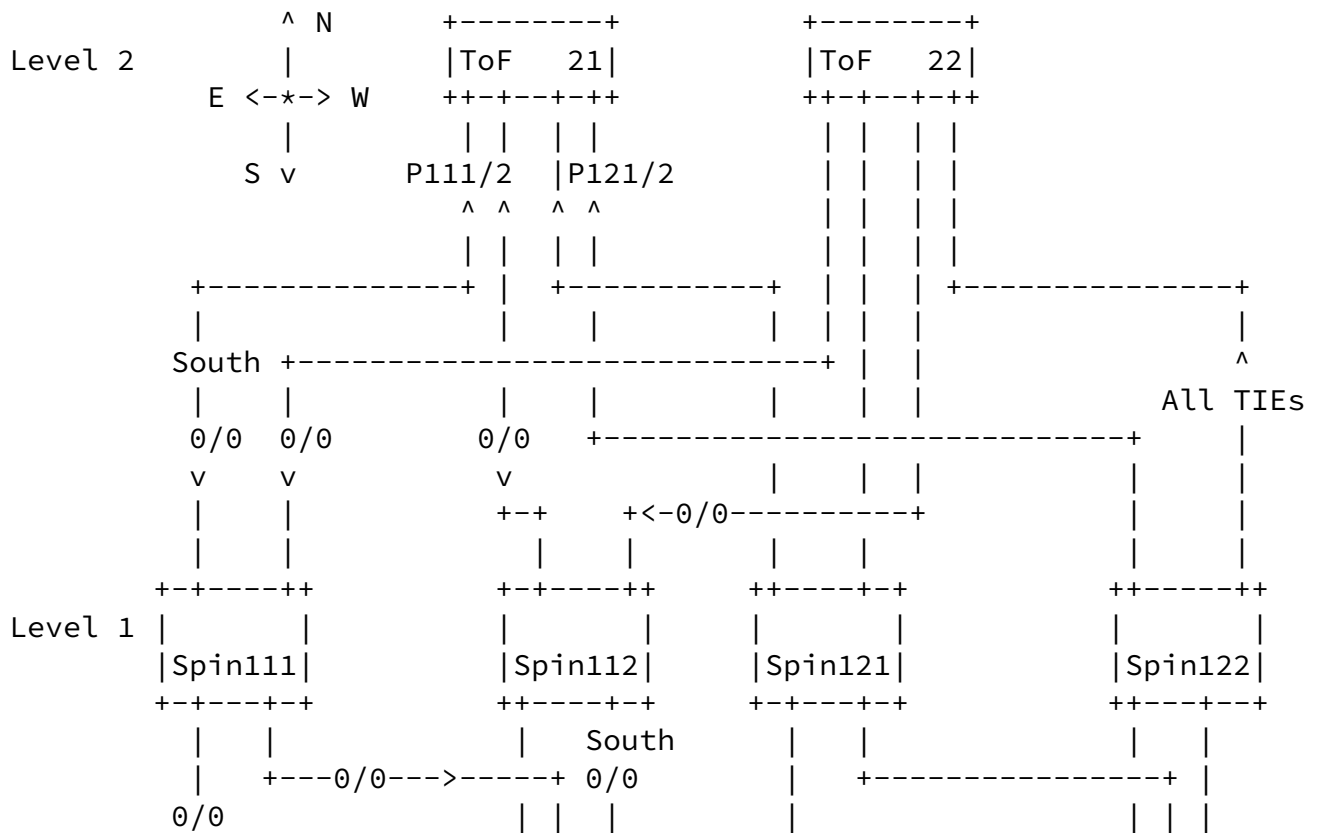 ^ N +--------+ +--------+
Level 2 | |ToF 21| |ToF 22|
E <-*-> W ++-+--+-++ ++-+--+-++
| | | | | | | | |
S v P111/2 |P121/2 | | | |
^ ^ ^ ^ | | | |
| | | | | | | |
+--------------+ | +-----------+ | | | +---------------+
| | | | | | | |
South +-----------------------------+ | | ^
| | | | | | | All TIEs
0/0 0/0 0/0 +-----------------------------+ |
v v v | | | | |
| | +-+ +<-0/0----------+ | |
| | | | | | | |
+-+----++ +-+----++ ++----+-+ ++-----++
Level 1 | | | | | | | |
|Spin111| |Spin112| |Spin121| |Spin122|
+-+---+-+ ++----+-+ +-+---+-+ ++---+--+
| | | South | | | |
| +---0/0--->-----+ 0/0 | +----------------+ |
0/0 | | | | | | |